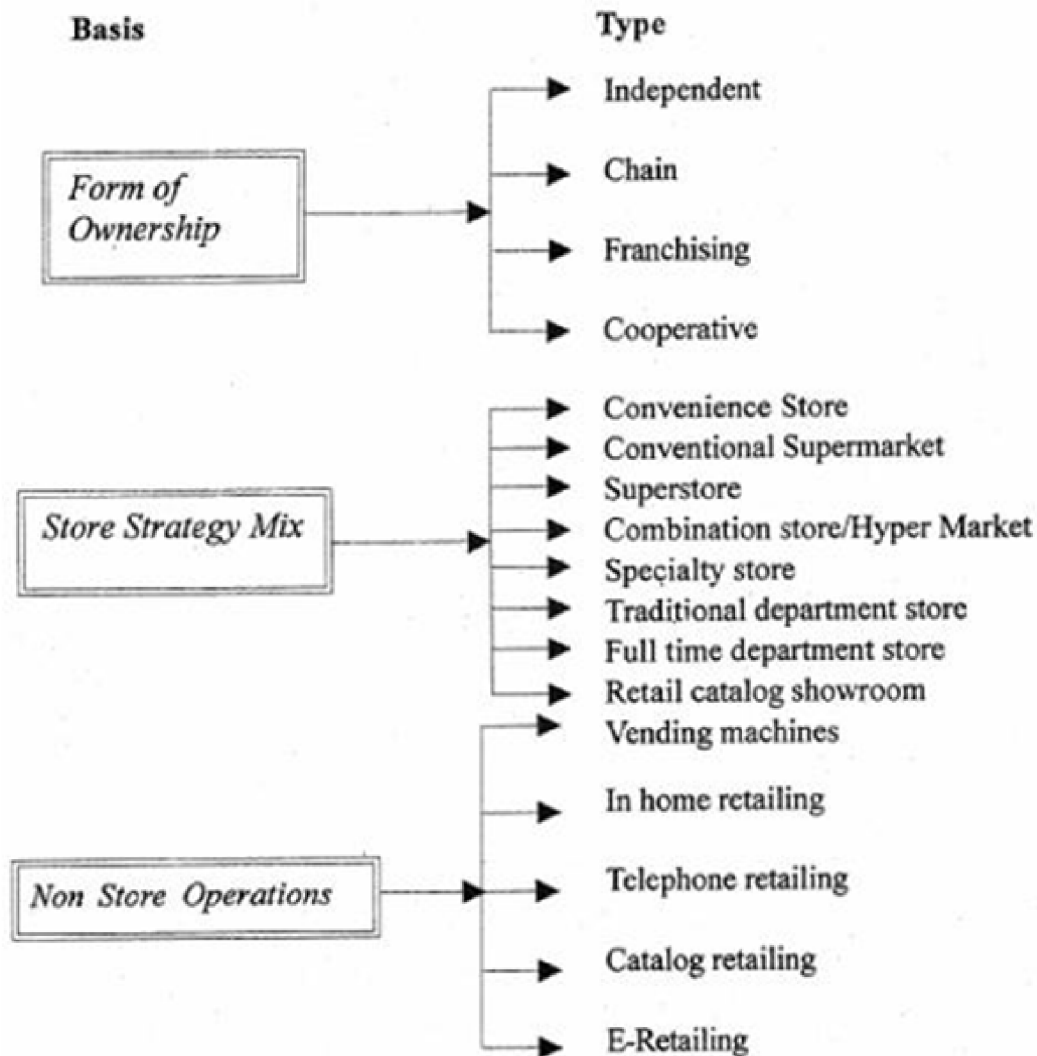 Basis
Type
Form of
Ownership
Independent
Chain
Franchising
Cooperative
Store Strategy Mix
Convenience Store
Conventional Supermarket
Superstore
Combination store/Hyper Market
Specialty store
Traditional department store
Full time department store
Retail catalog showroom
Non Store Operations
Vending machines
In home retailing
Telephone retailing
Catalog retailing
E-Retailing